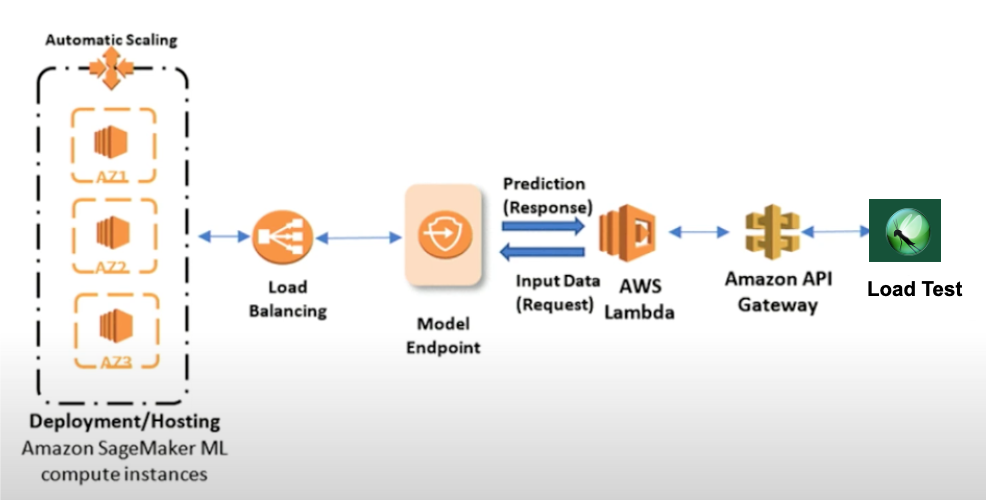 Automatic Scaling
AZ1
AZ2
AZ3
Deployment/Hosting
Amazon SageMaker ML
compute instances
Load
Balancing
Model
Endpoint
Prediction
(Response)
Input Data
(Request)
AWS
Lambda
Amazon API
Gateway
Load Test